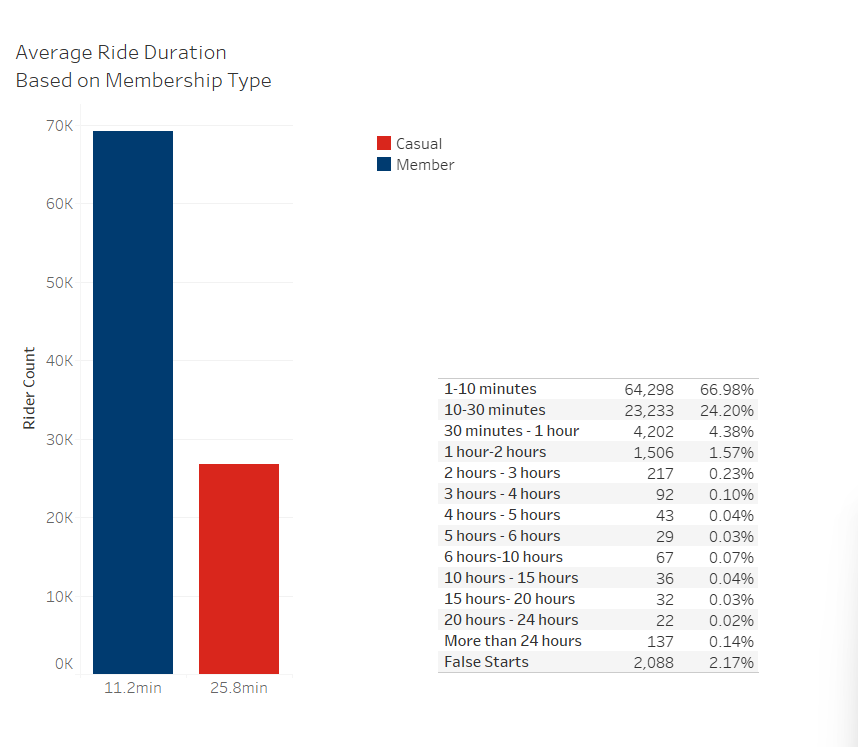 Average Ride Duration
Based on Membership Type
70K
60K
50K
40K
30K
20K
10K
0K
Rider Count
11.2min 25.8min
Casual
Member
1-10 minutes 64,298 66.98%
10-30 minutes 23,233 24.20%
30 minutes - 1 hour 4,202 4.38%
1 hour-2 hours 1,506 1.57%
2 hours - 3 hours 217 0.23%
3 hours - 4 hours 92 0.10%
4 hours - 5 hours 43 0.04%
5 hours - 6 hours 29 0.03%
6 hours-10 hours 67 0.07%
10 hours - 15 hours 36 0.04%
15 hours- 20 hours 32 0.03%
20 hours - 24 hours 22 0.02%
More than 24 hours 137 0.14%
False Starts 2,088 2.17%